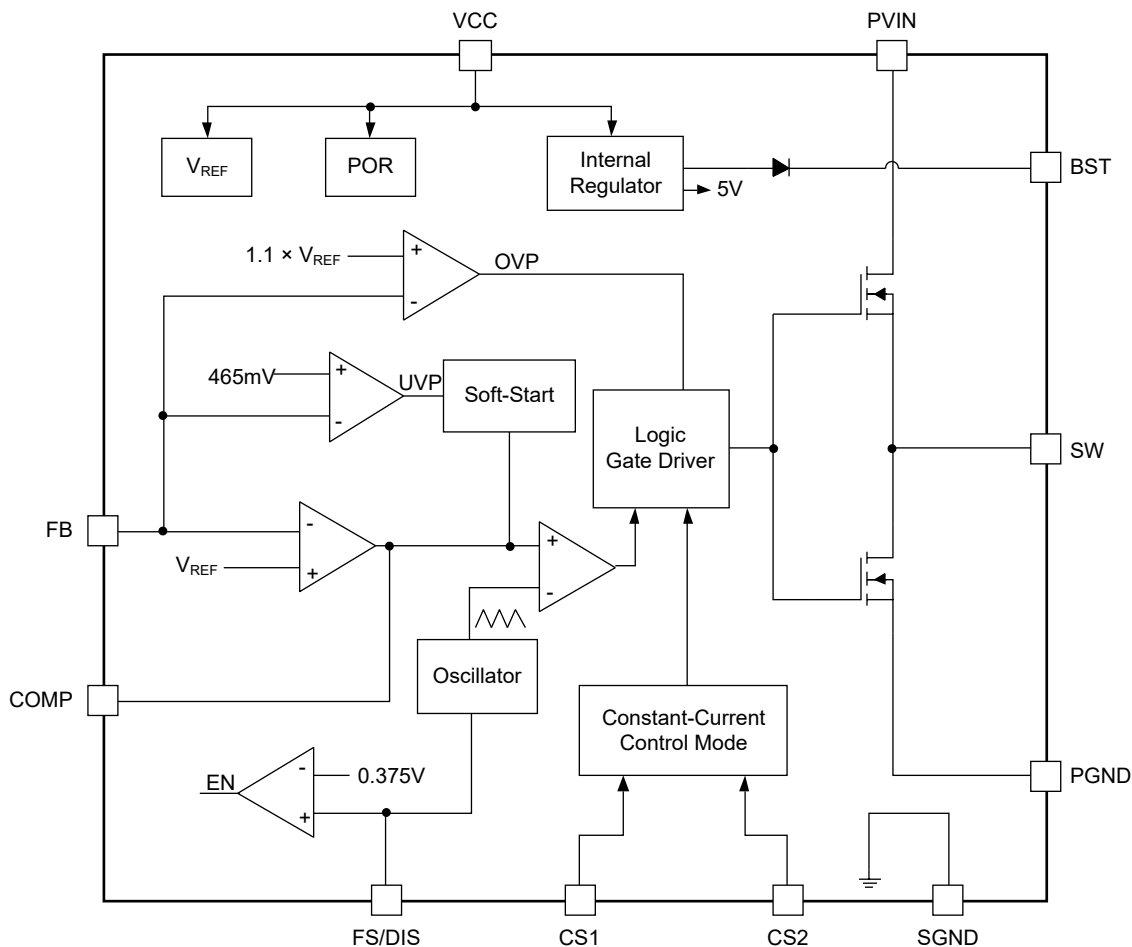 VCC
PVIN
VREF
POR
Internal
Regulator
5V
BST
1.1 × VREF
+
-
OVP
465mV
+
-
UVP
Soft-Start
Logic
Gate Driver
SW
FB
-
VREF
+
+
-
Oscillator
COMP
Constant-Current
Control Mode
EN
-
0.375V
+
PGND
FS/DIS
CS1
CS2
SGND